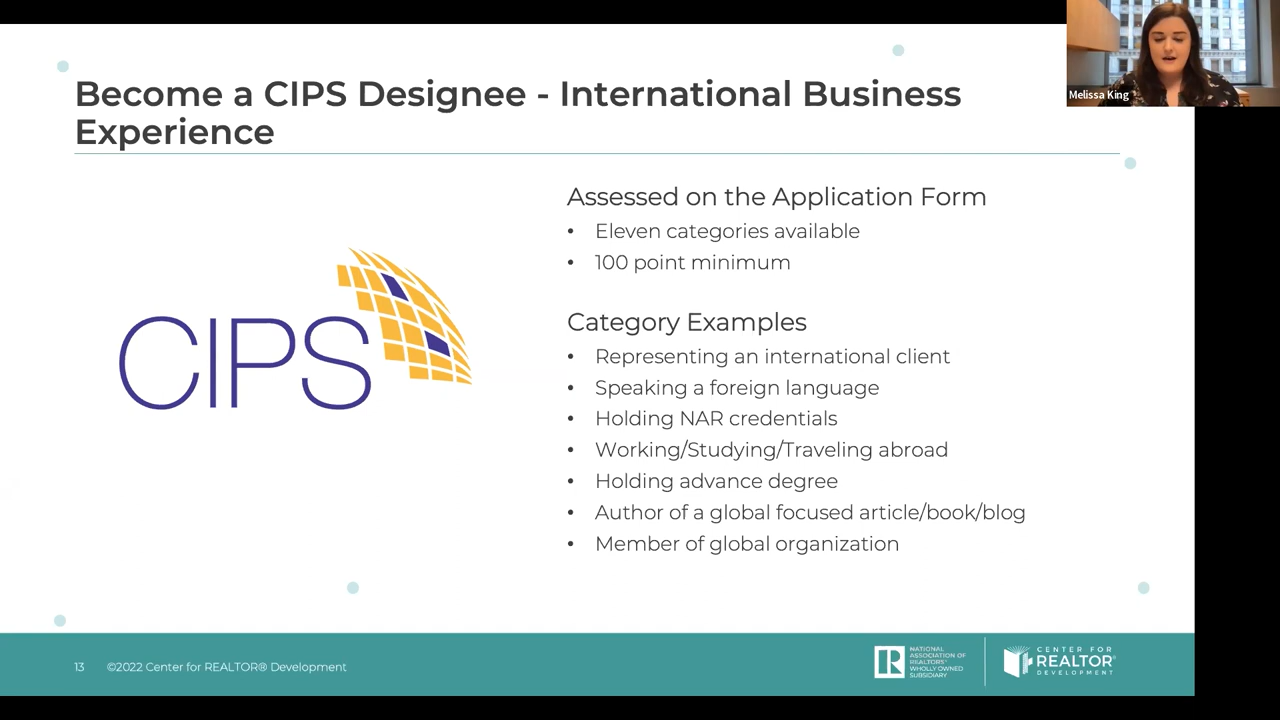 Become a CIPS Designee - International Business
Experience
Melissa King
CIPS
Assessed on the Application Form
• Eleven categories available
• 100 point minimum
Category Examples
• Representing an international client
• Speaking a foreign language
• Holding NAR credentials
• Working/Studying/Traveling abroad
• Holding advance degree
• Author of a global focused article/book/blog
• Member of global organization
13 ©2022 Center for REALTOR® Development
R
NATIONAL
ASSOCIATION OF
REALTORS®
WHOLLY OWNED
SUBSIDIARY
CENTER FOR
REALTOR®
DEVELOPMENT